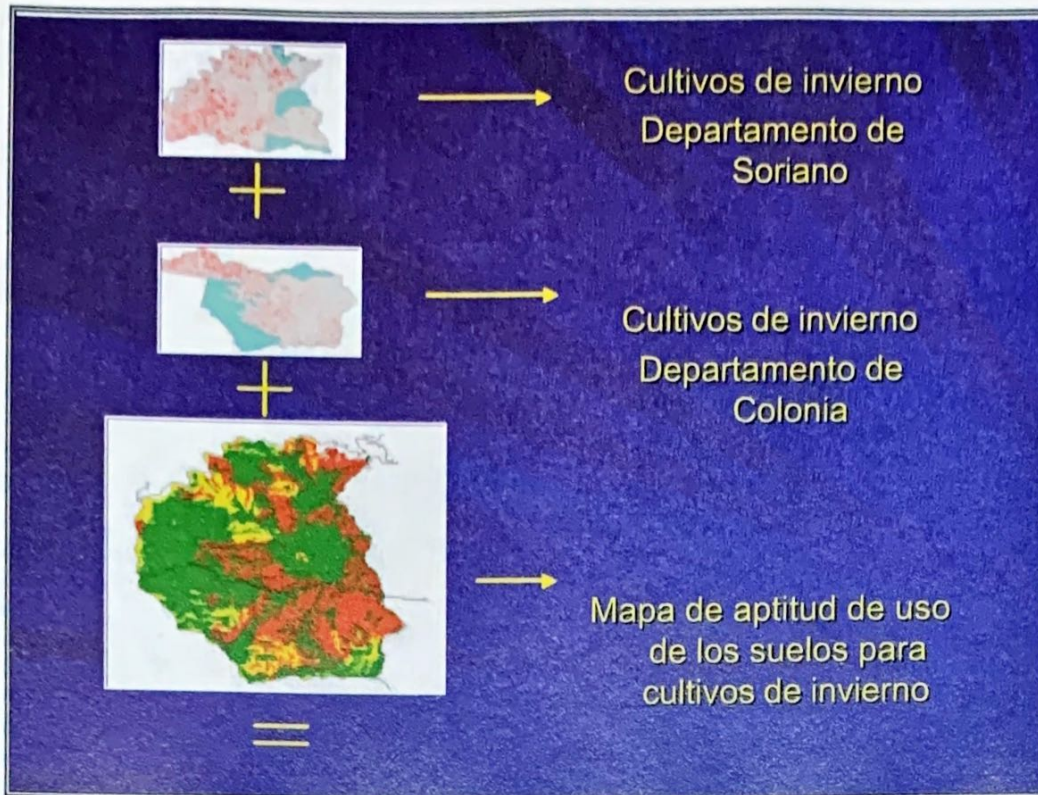 Cultivos de invierno
Departamento de
Soriano
+
Cultivos de invierno
Departamento de
Colonia
+
Mapa de aptitud de uso
de los suelos para
cultivos de invierno
=